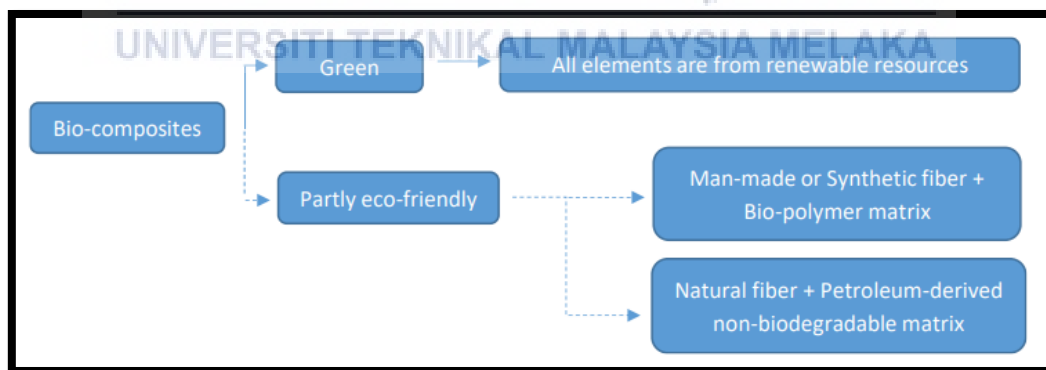 UNIVERSITI TEKNIKAL MALAYSIA MELAKA
Green
All elements are from renewable resources
Bio-composites
Partly eco-friendly
Man-made or Synthetic fiber +
Bio-polymer matrix
Natural fiber + Petroleum-derived
non-biodegradable matrix